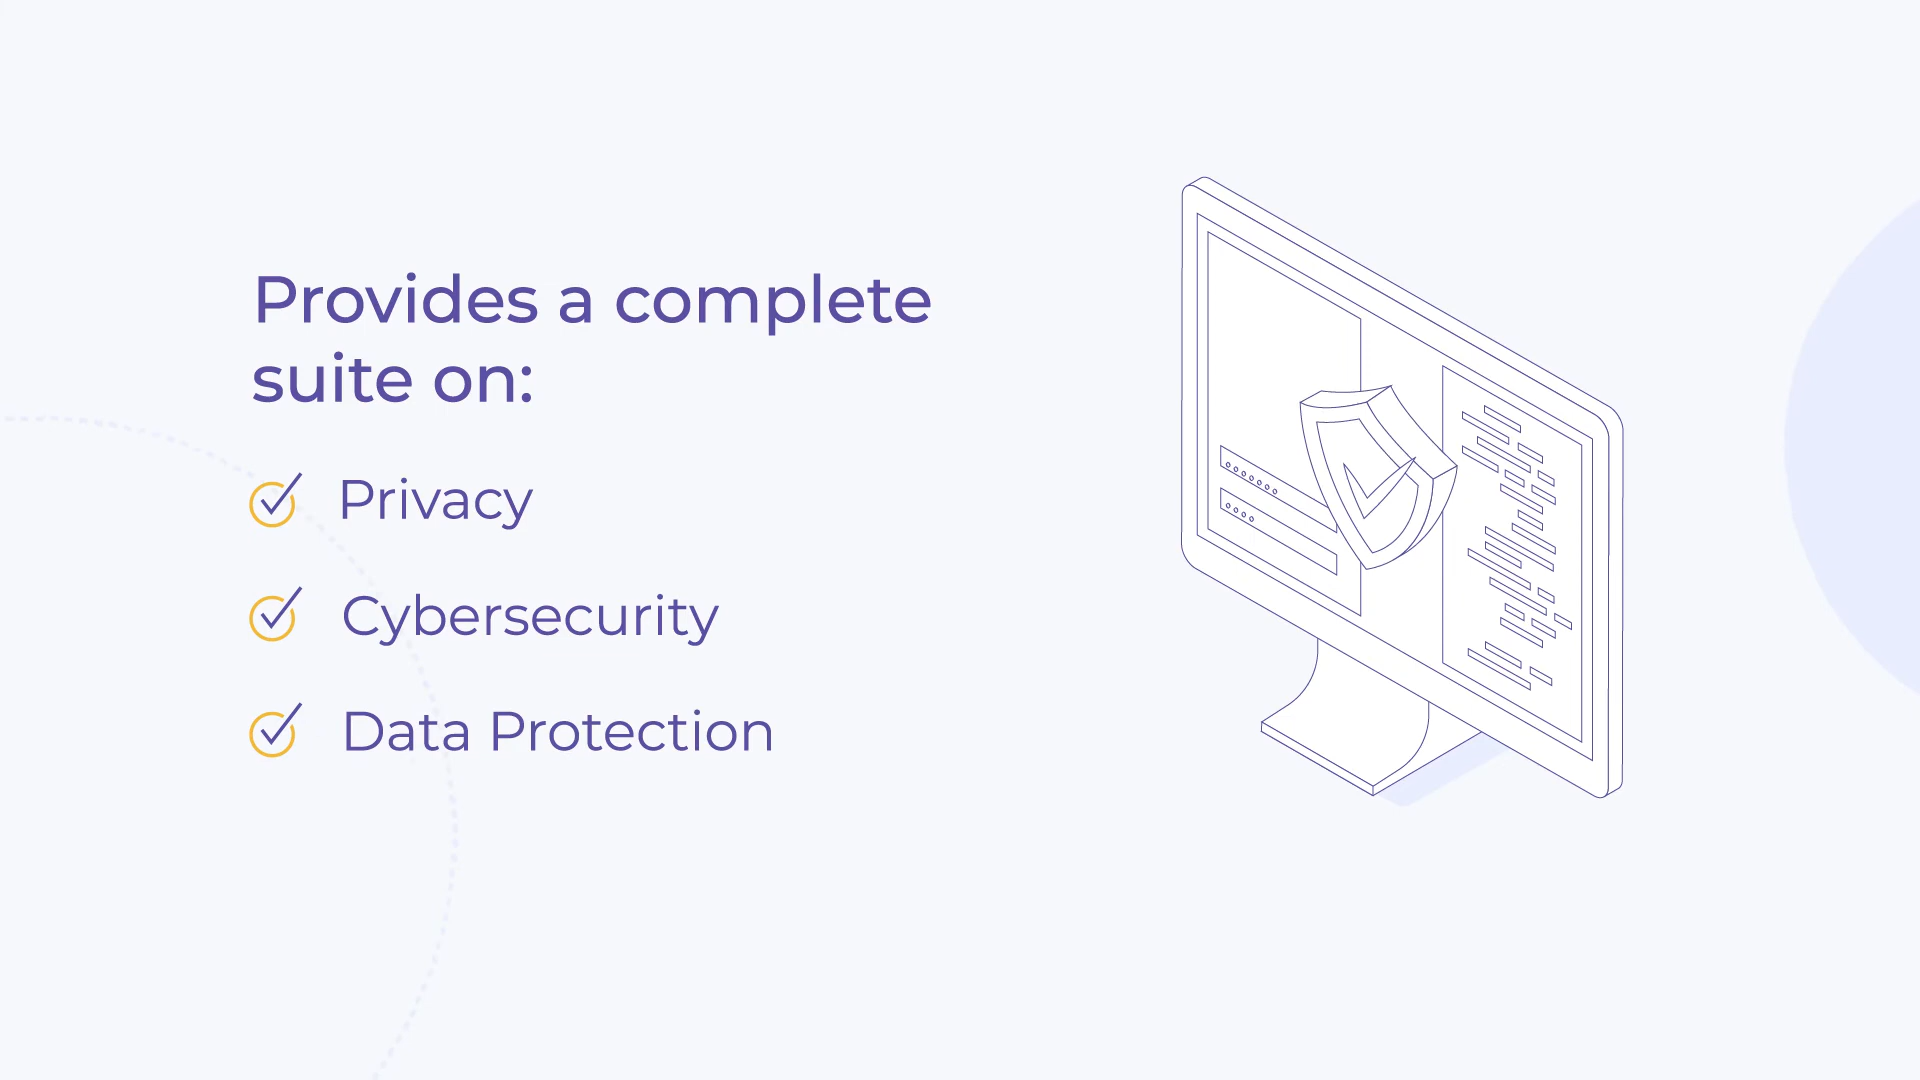 Provides a complete
suite on:
Privacy
Cybersecurity
Data Protection